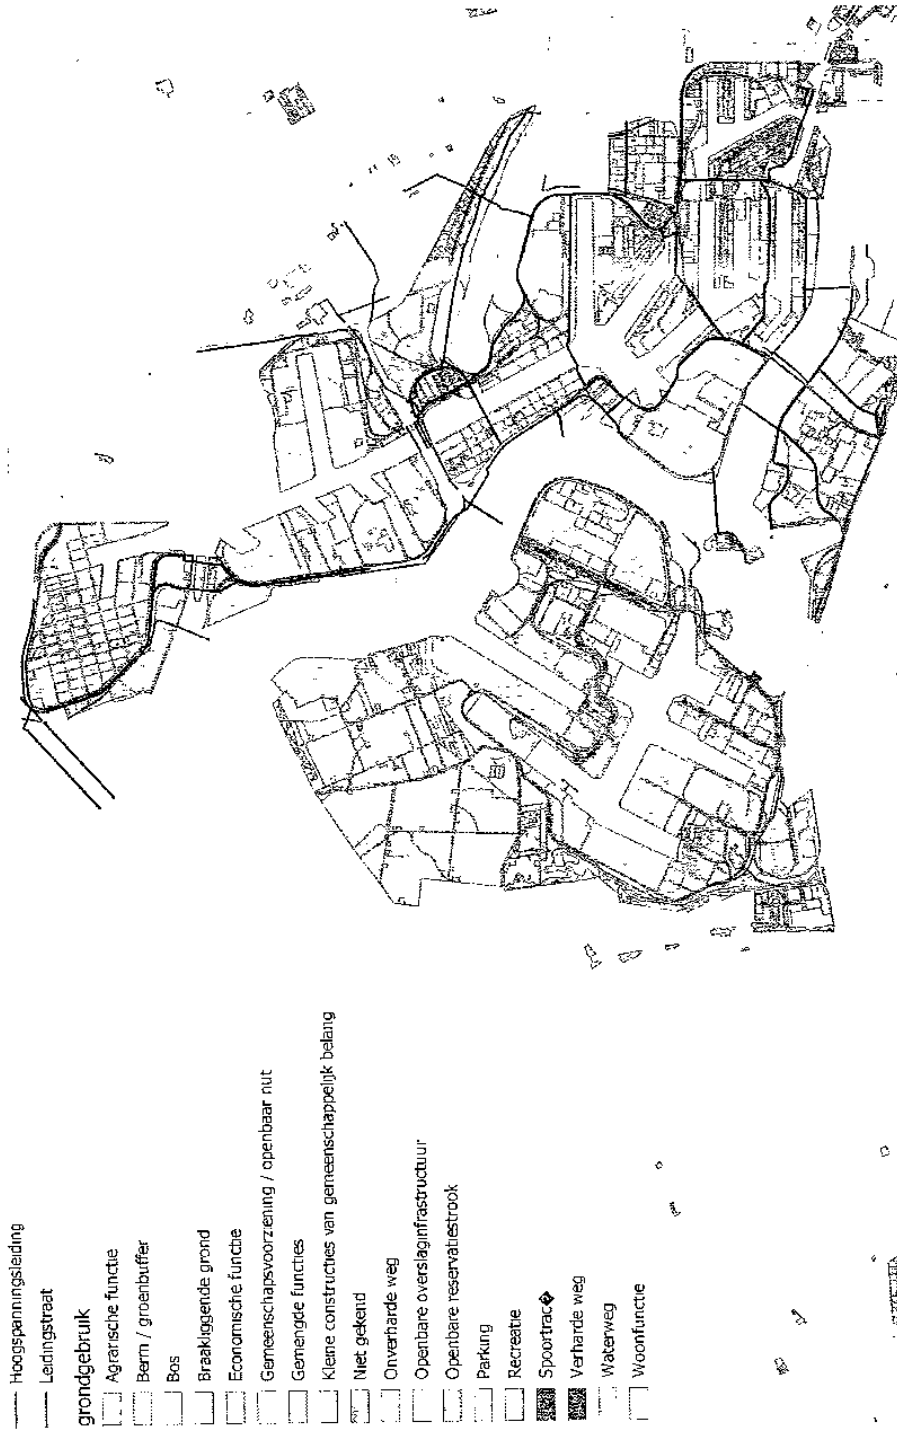 Hoogspanningsleiding
Leidingstraat
grondgebruik
Agrarische functie
Berm / groenbuffer
Bos
Braakliggende grond
Economische functie
Gemeenschapsvoorziening / openbaar nut
Gemengde functies
Kleine constructies van gemeenschappelijk belang
Niet gekend
Onverharde weg
Openbare overslaginfrastructuur
Openbare reservatiestrook
Parking
Recreatie
Spoortrac�
Verharde weg
Waterweg
Woonfunctie